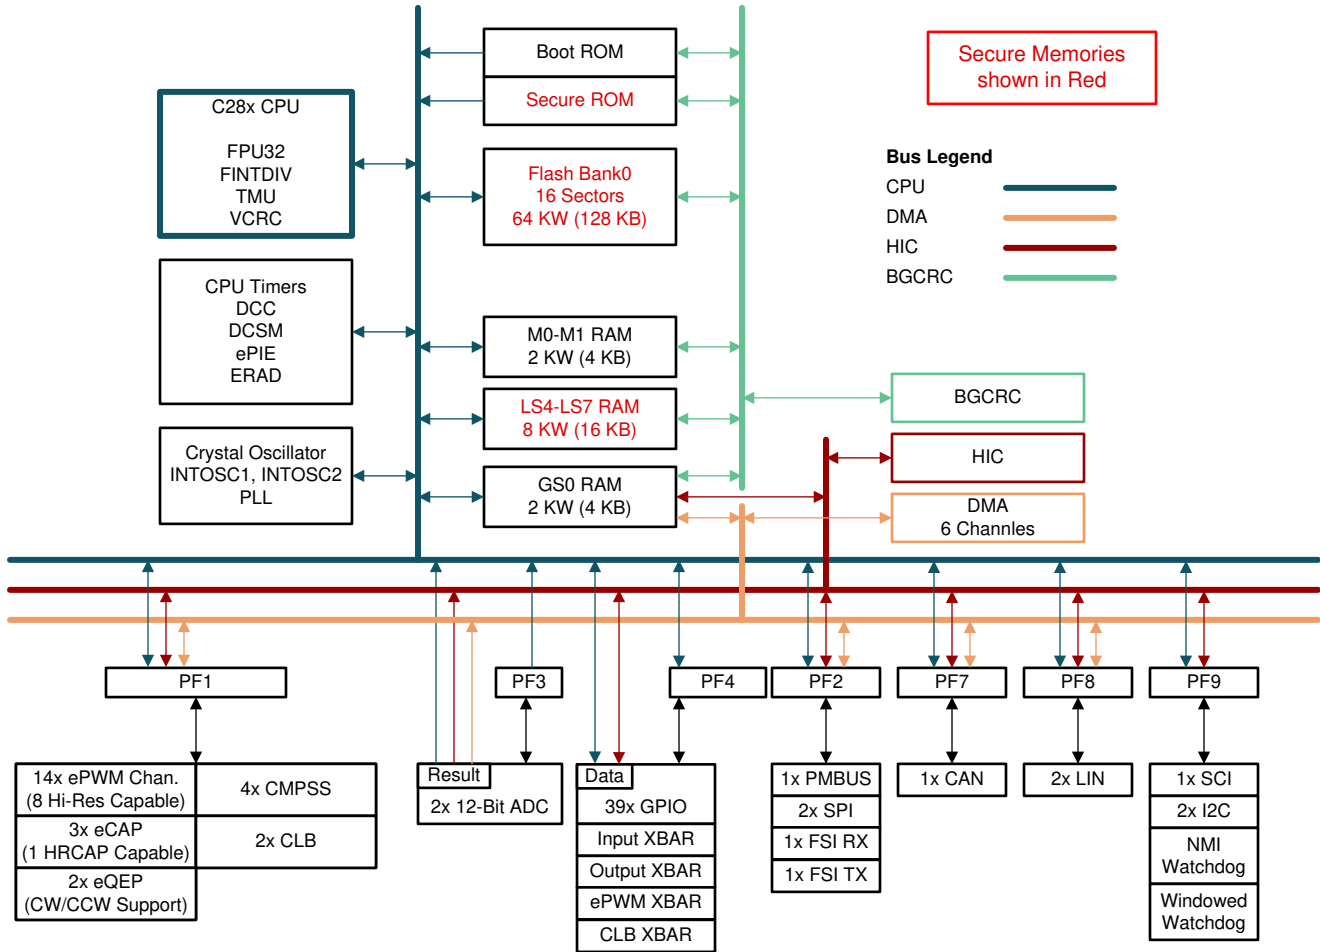 Boot ROM
Secure ROM
Secure Memories
shown in Red
C28x CPU
FPU32
FINTDIV
TMU
VCRC
Flash Bank0
16 Sectors
64 KW (128 KB)
Bus Legend
CPU
DMA
HIC
BGCRC
CPU Timers
DCC
DCSM
ePIE
ERAD
M0-M1 RAM
2 KW (4 KB)
LS4-LS7 RAM
8 KW (16 KB)
BGCRC
Crystal Oscillator
INTOSC1, INTOSC2
PLL
GS0 RAM
2 KW (4 KB)
HIC
DMA
6 Channles
PF1
PF3
PF4
PF2
PF7
PF8
PF9
14x ePWM Chan.
(8 Hi-Res Capable)
4x CMPSS
3x eCAP
(1 HRCAP Capable)
2x CLB
2x eQEP
(CW/CCW Support)
Result
2x 12-Bit ADC
Data
39x GPIO
Input XBAR
Output XBAR
ePWM XBAR
CLB XBAR
1x PMBUS
2x SPI
1x FSI RX
1x FSI TX
1x CAN
2x LIN
1x SCI
2x I2C
NMI
Watchdog
Windowed
Watchdog